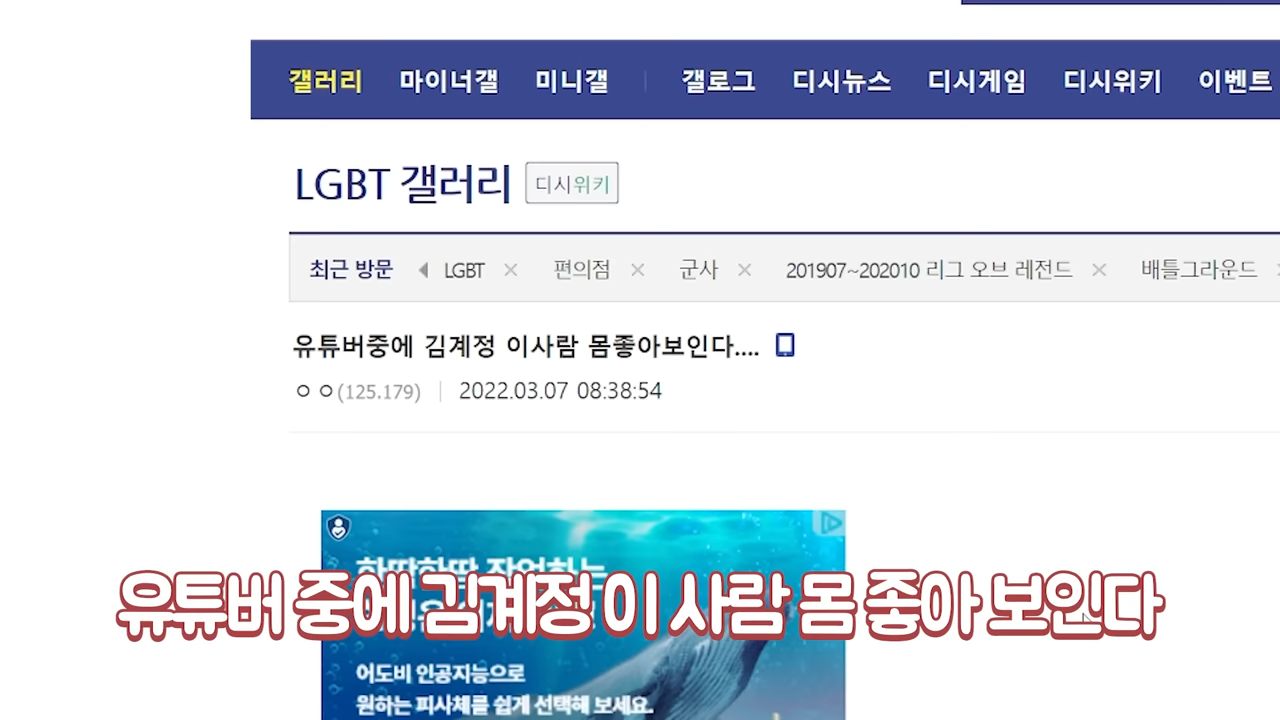 갤러리 마이너갤 미니갤 갤로그 디시뉴스 디시게임 디시위키 이벤트
LGBT 갤러리 디시위키
최근 방문 LGBT 편의점 군사 201907~202010 리그 오브 레전드 배틀그라운드
유튜버중에 김계정 이사람 몸좋아보인다....
ㅇㅇ(125.179) 2022.03.07 08:38:54
유튜버 중에 김계정 이 사람 몸 좋아 보인다
어도비 인공지능으로
원하는 피사체를 쉽게 선택해 보세요.